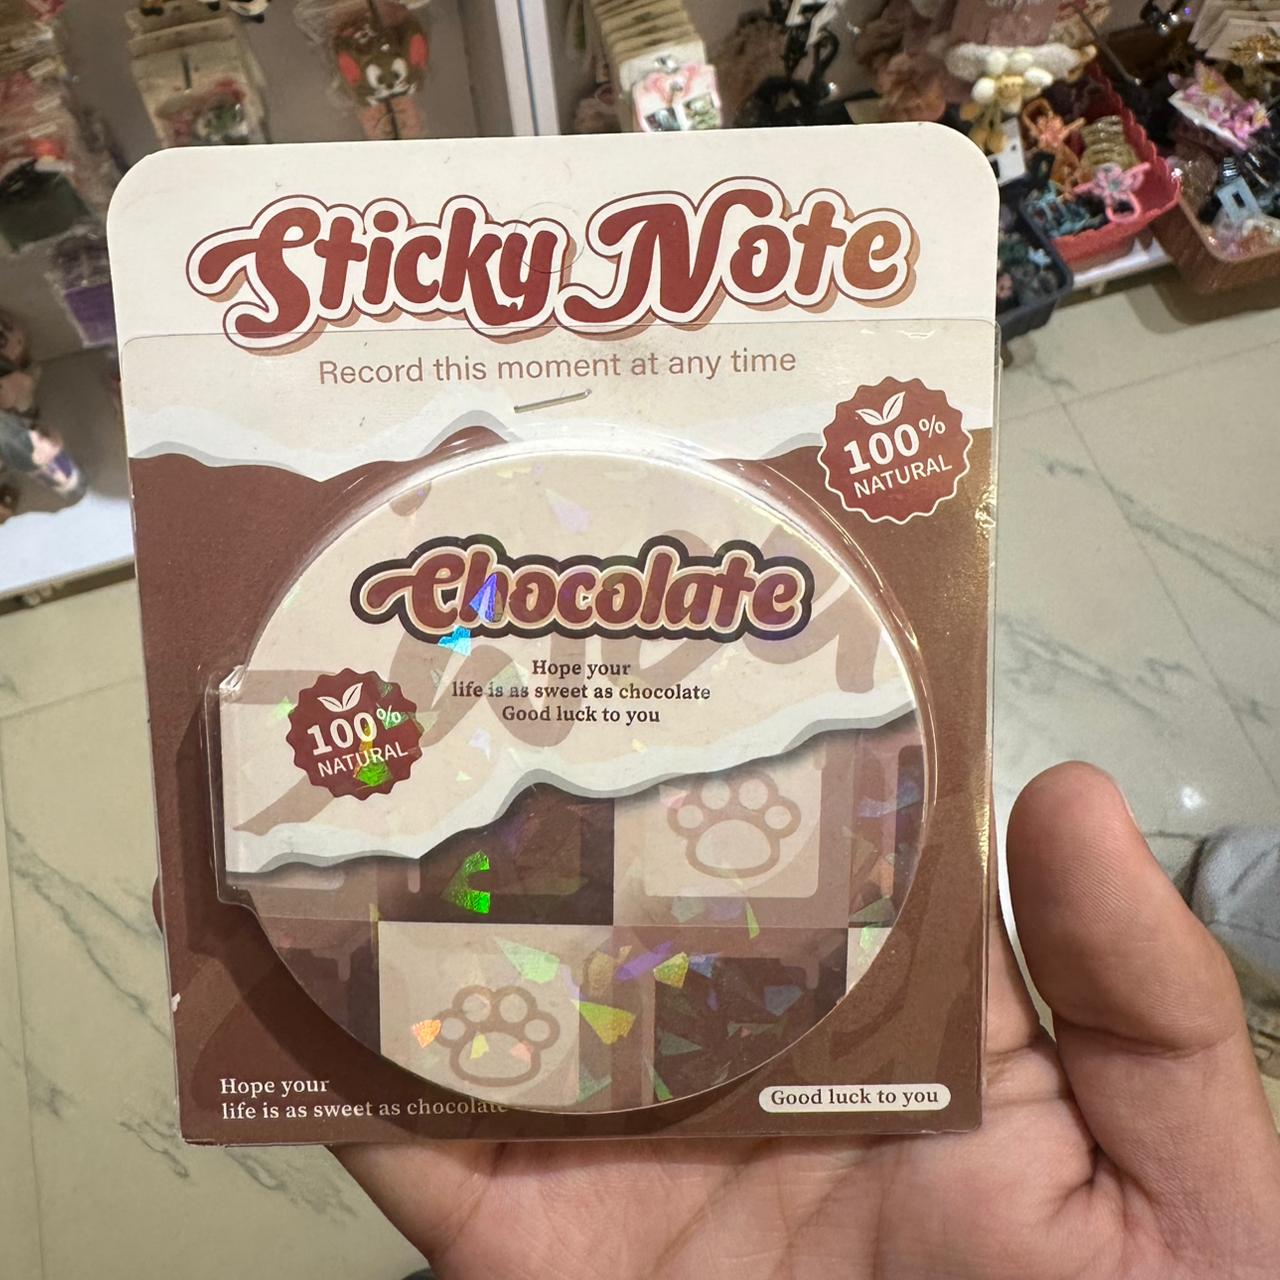 Sticky Note
Record this moment at any time
100%
NATURAL
Chocolate
Hope your
life is as sweet as chocolate
Good luck to you
100%
NATURAL
Hope your
life is as sweet as chocolate
Good luck to you